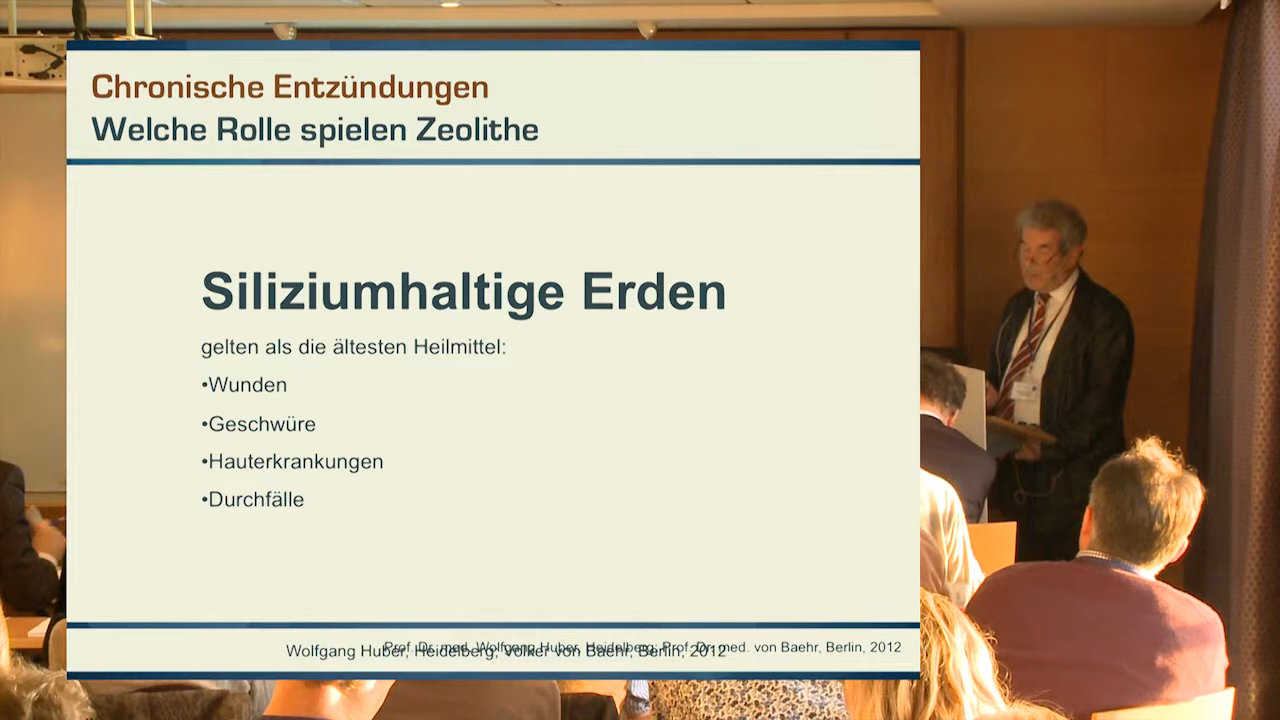 Chronische Entzündungen
Welche Rolle spielen Zeolithe
Siliziumhaltige Erden
gelten als die ältesten Heilmittel:
•Wunden
•Geschwüre
•Hauterkrankungen
•Durchfälle
Prof. Dr. med. Wolfgang Huber, Heidelberg, Prof. Dr. med. von Baehr, Berlin, 2012
Wolfgang Huber, Heidelberg, Volker von Baehr, Berlin, 2012